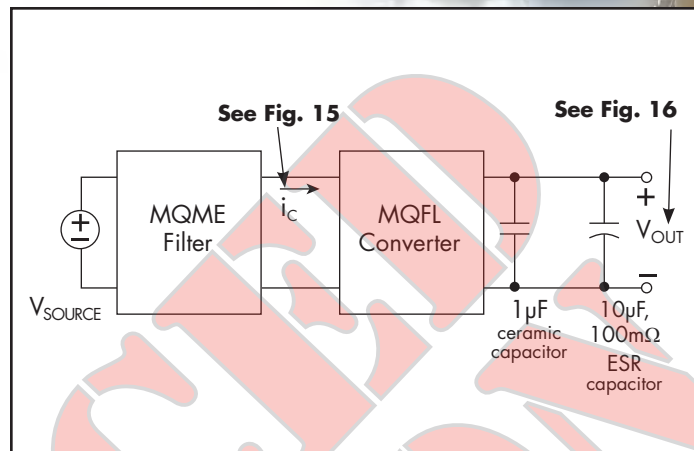 See Fig. 15
See Fig. 16
MQME
Filter
i_C
MQFL
Converter
+
V_OUT
−
+
−
V_SOURCE
1µF
ceramic
capacitor
10µF,
100mΩ
ESR
capacitor